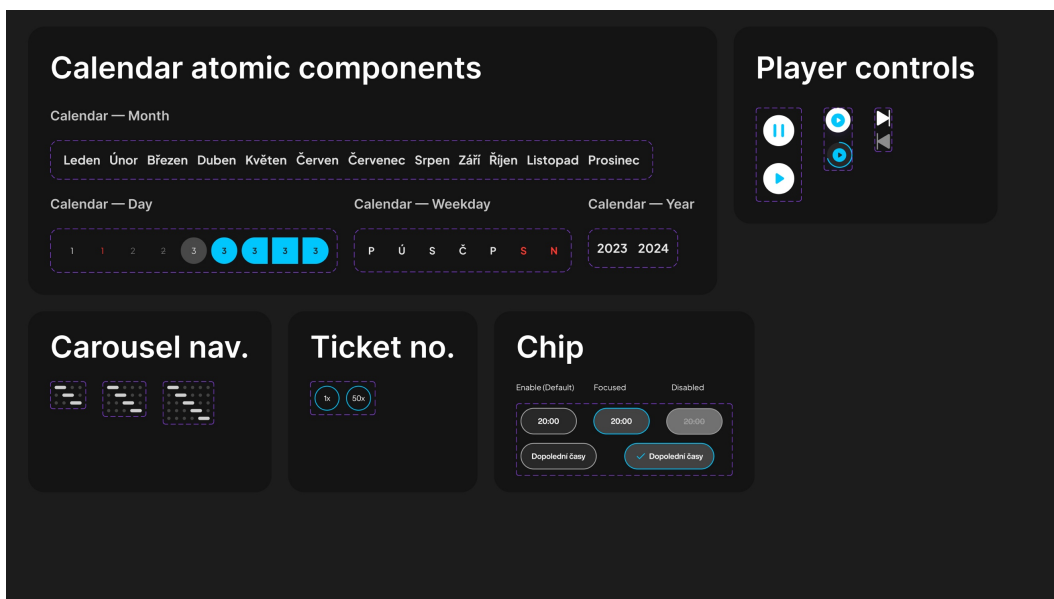 Calendar atomic components
Calendar — Month
Leden Únor Březen Duben Květen Červen Červenec Srpen Září Říjen Listopad Prosinec
Calendar — Day
1 1 2 2 3 3 3 3 3
Calendar — Weekday
P Ú S Č P S N
Calendar — Year
2023 2024
Player controls
Carousel nav.
Ticket no.
1x 50x
Chip
Enable (Default) Focused Disabled
20:00 20:00 20:00
Dopolední časy Dopolední časy